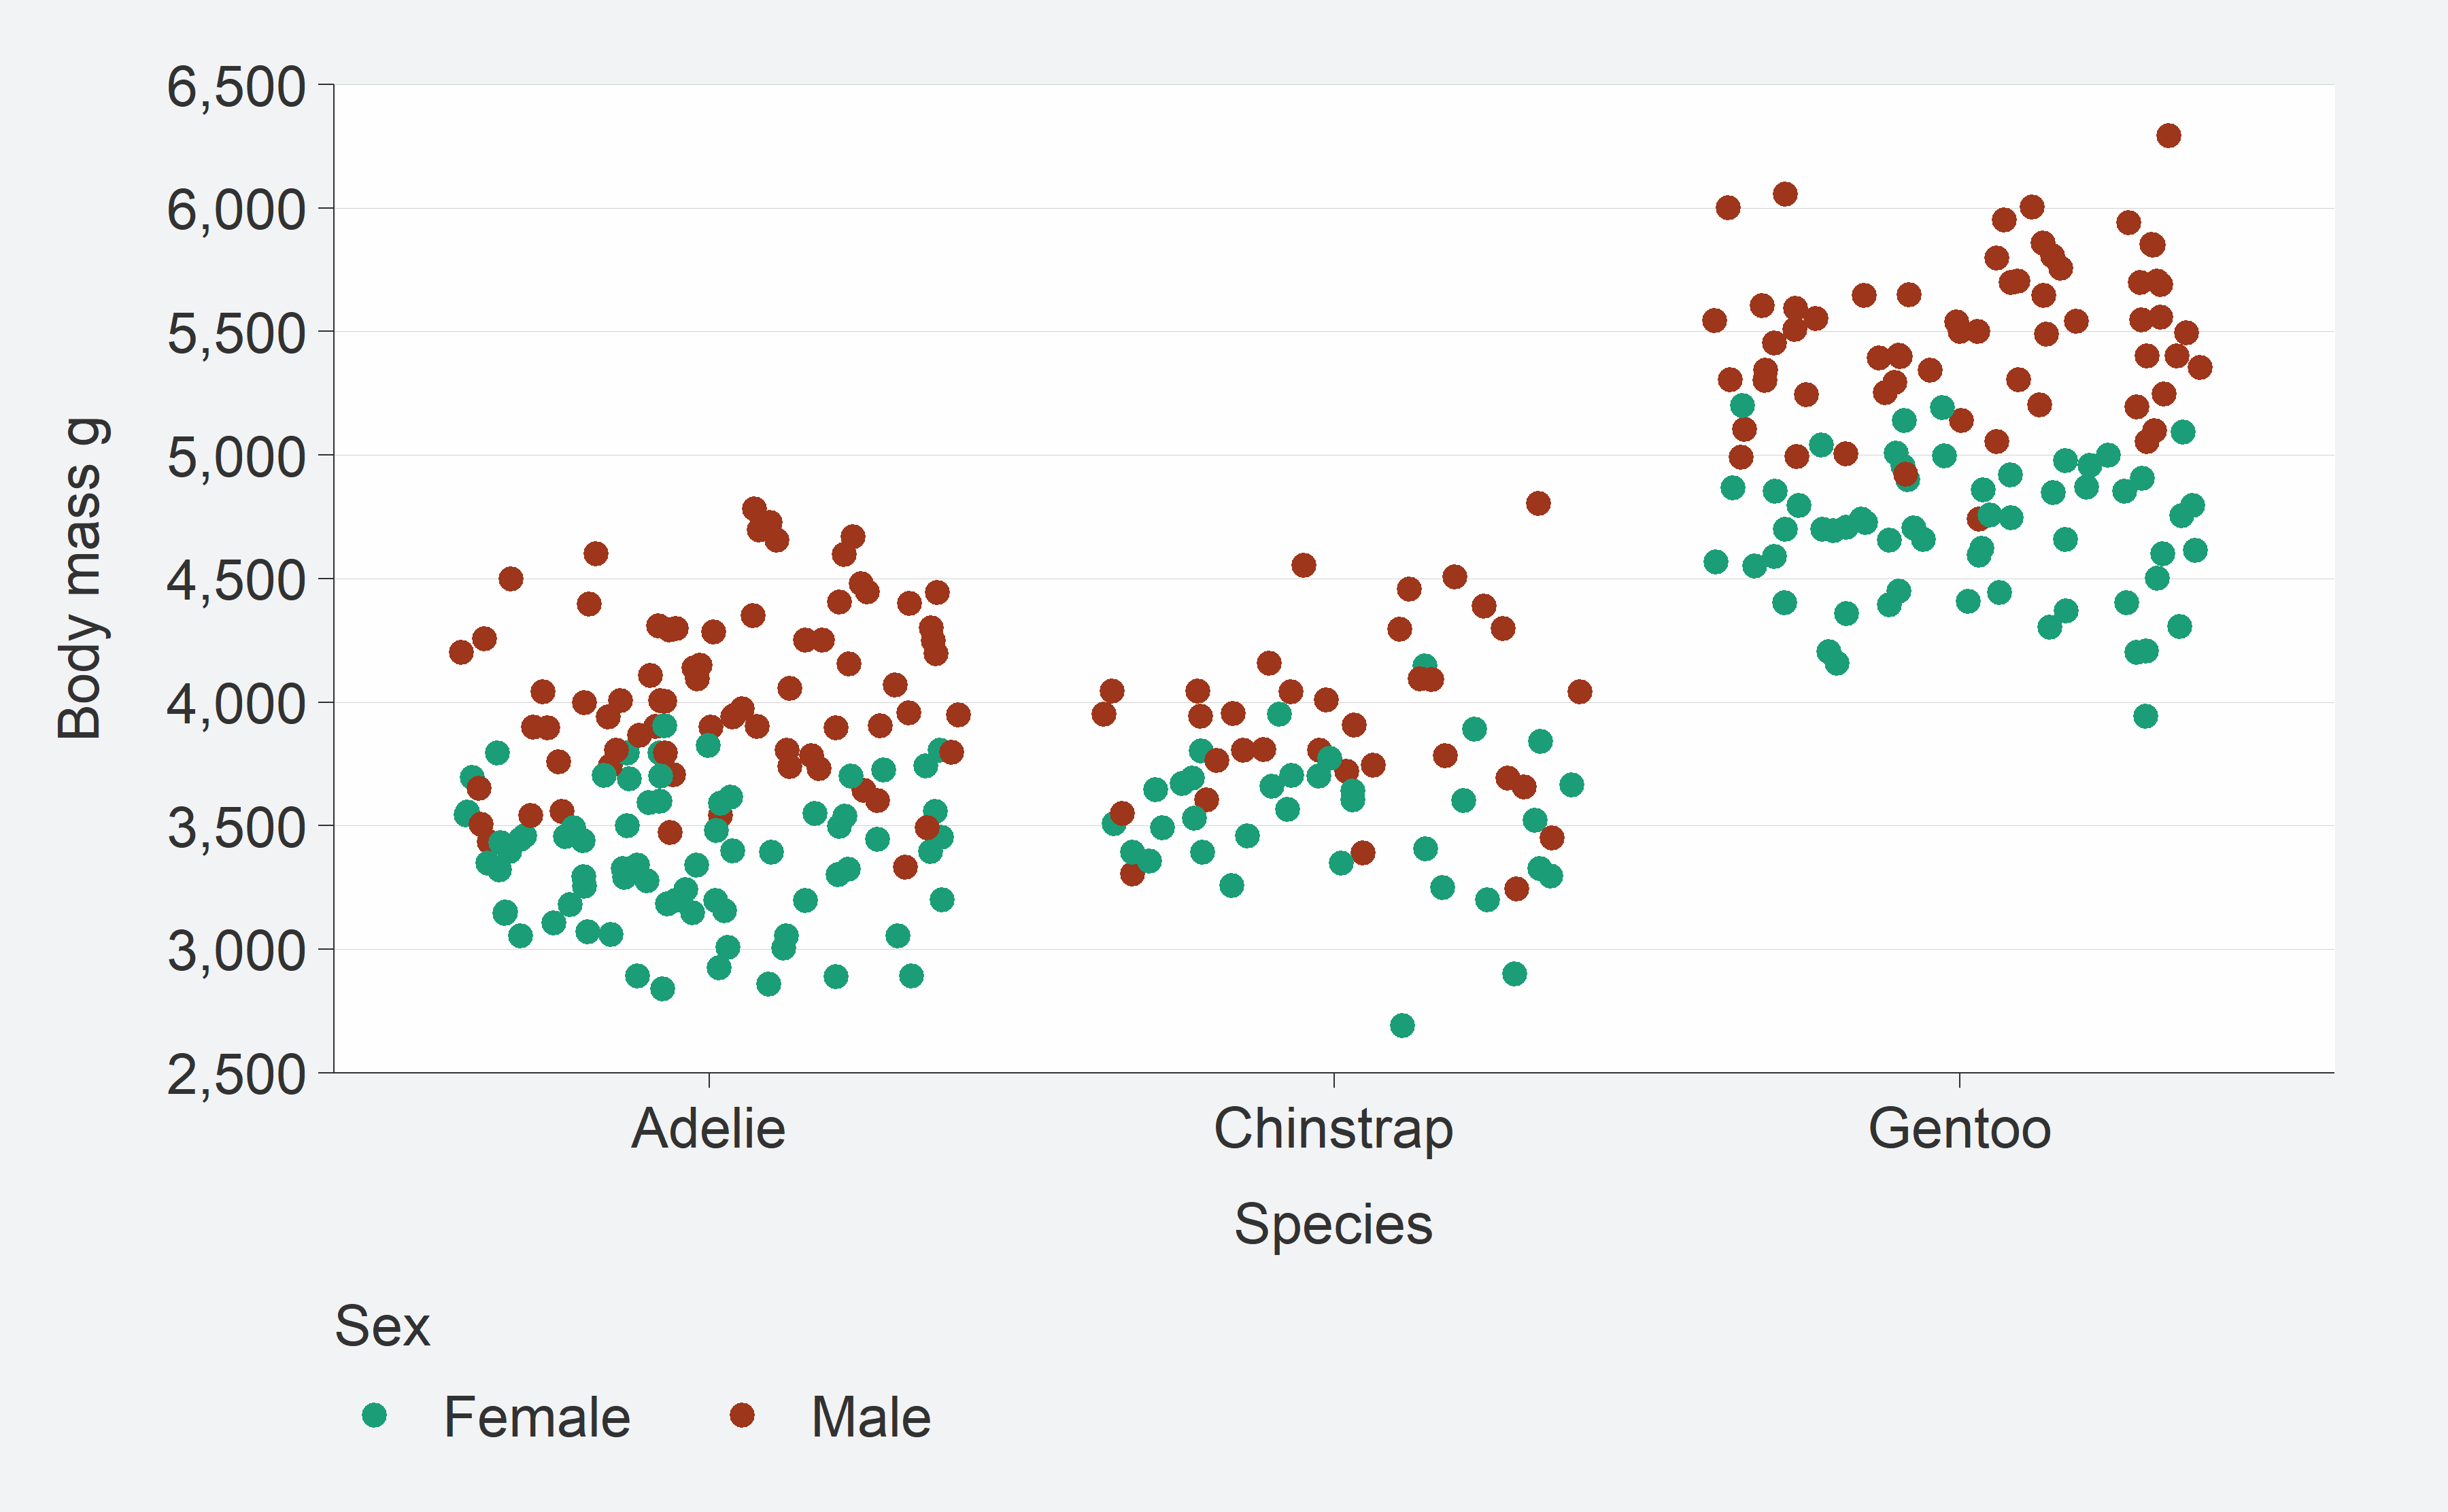 6,500
6,000
5,500
5,000
4,500
4,000
3,500
3,000
2,500
Body mass g
Adelie Chinstrap Gentoo
Species
Sex
Female Male